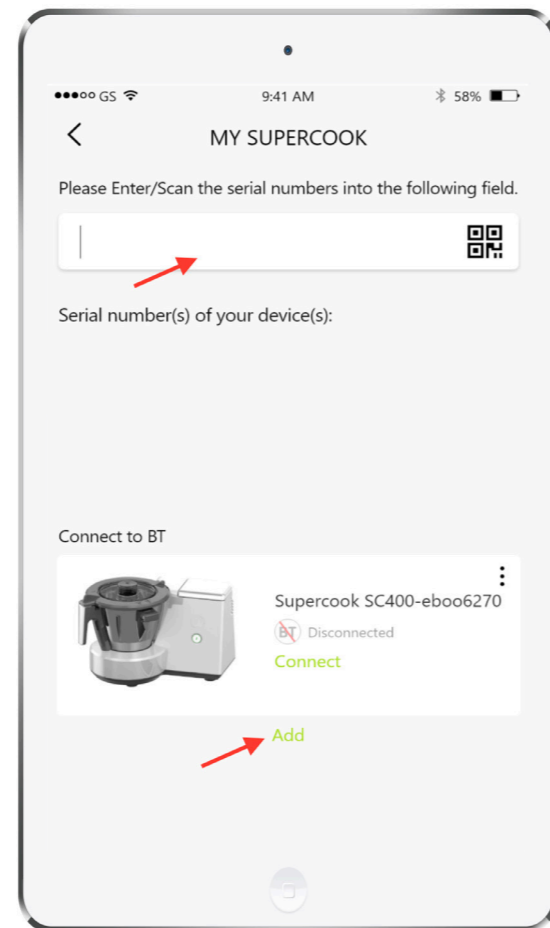 GS 9:41 AM 58%
MY SUPERCOOK
Please Enter/Scan the serial numbers into the following field.
Serial number(s) of your device(s):
Connect to BT
Supercook SC400-eboo6270
BT Disconnected
Connect
Add